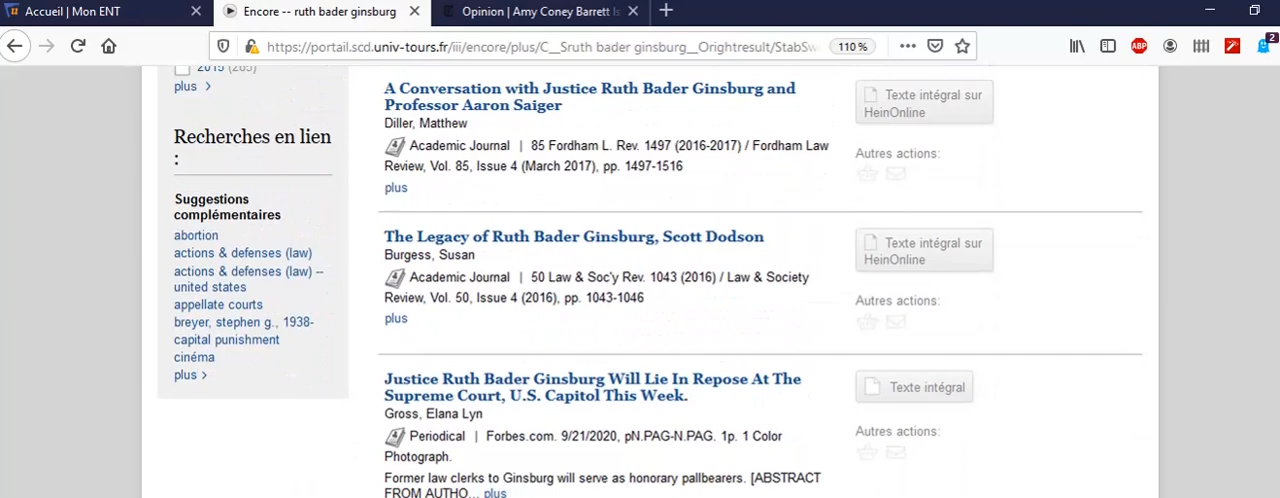 Accueil | Mon ENT
Encore -- ruth bader ginsburg
Opinion | Amy Coney Barrett Is
https://portail.scd.univ-tours.fr/iii/encore/plus/C__Sruth bader ginsburg__Orightresult/StabSw
110 %
ABP
2
2015 (265)
plus >
Recherches en lien
:
Suggestions
complémentaires
abortion
actions & defenses (law)
actions & defenses (law) --
united states
appellate courts
breyer, stephen g., 1938-
capital punishment
cinéma
plus >
A Conversation with Justice Ruth Bader Ginsburg and
Professor Aaron Saiger
Diller, Matthew
Academic Journal | 85 Fordham L. Rev. 1497 (2016-2017) / Fordham Law
Review, Vol. 85, Issue 4 (March 2017), pp. 1497-1516
plus
Texte intégral sur
HeinOnline
Autres actions:
The Legacy of Ruth Bader Ginsburg, Scott Dodson
Burgess, Susan
Academic Journal | 50 Law & Soc'y Rev. 1043 (2016) / Law & Society
Review, Vol. 50, Issue 4 (2016), pp. 1043-1046
plus
Texte intégral sur
HeinOnline
Autres actions:
Justice Ruth Bader Ginsburg Will Lie In Repose At The
Supreme Court, U.S. Capitol This Week.
Gross, Elana Lyn
Periodical | Forbes.com. 9/21/2020, pN.PAG-N.PAG. 1p. 1 Color
Photograph.
Former law clerks to Ginsburg will serve as honorary pallbearers. [ABSTRACT
FROM AUTHO... plus
Texte intégral
Autres actions: